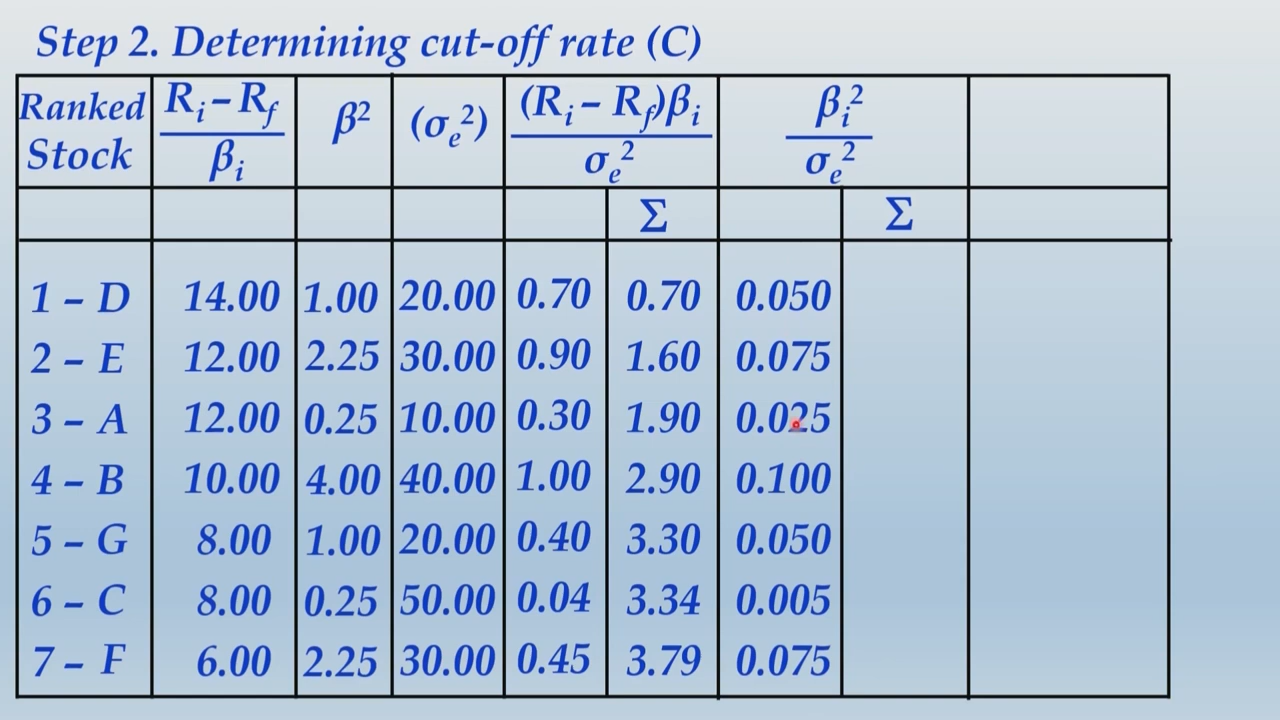 Step 2. Determining cut-off rate (C)
Ranked Stock | Rᵢ – R_f / βᵢ | β² | (σₑ²) | (Rᵢ – R_f)βᵢ / σₑ² | βᵢ² / σₑ²
Σ Σ
1 – D 14.00 1.00 20.00 0.70 0.70 0.050
2 – E 12.00 2.25 30.00 0.90 1.60 0.075
3 – A 12.00 0.25 10.00 0.30 1.90 0.025
4 – B 10.00 4.00 40.00 1.00 2.90 0.100
5 – G 8.00 1.00 20.00 0.40 3.30 0.050
6 – C 8.00 0.25 50.00 0.04 3.34 0.005
7 – F 6.00 2.25 30.00 0.45 3.79 0.075